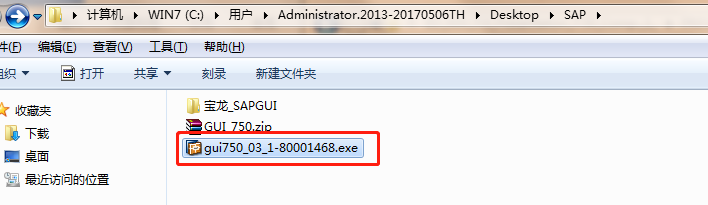 计算机 ▸ WIN7 (C:) ▸ 用户 ▸ Administrator.2013-20170506TH ▸ Desktop ▸ SAP ▸
(F) 编辑(E) 查看(V) 工具(T) 帮助(H)
组织 打开 共享 刻录 新建文件夹
收藏夹
下载
桌面
最近访问的位置
宝龙_SAPGUI
GUI 750.zip
gui750_03_1-80001468.exe